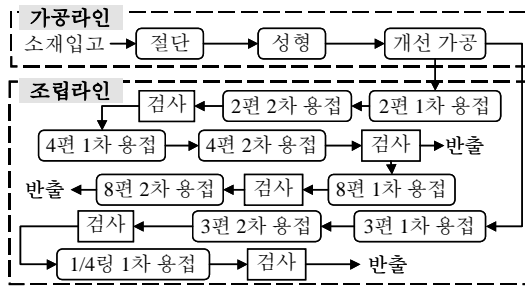 가공라인
소재입고 절단 성형 개선 가공
조립라인
검사 2편 2차 용접 2편 1차 용접
4편 1차 용접 4편 2차 용접 검사 반출
반출 8편 2차 용접 검사 8편 1차 용접
검사 3편 2차 용접 3편 1차 용접
1/4링 1차 용접 검사 반출